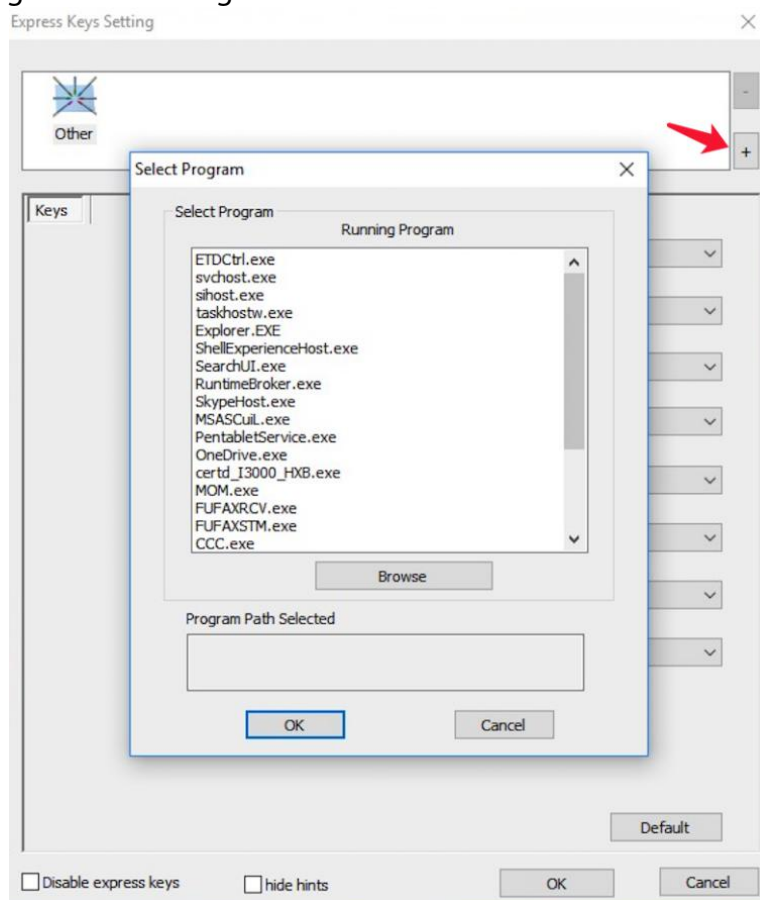 Express Keys Setting
Other
-
+
Select Program
Keys
Select Program
Running Program
ETDCtrl.exe
svchost.exe
sihost.exe
taskhostw.exe
Explorer.EXE
ShellExperienceHost.exe
SearchUI.exe
RuntimeBroker.exe
SkypeHost.exe
MSASCuiL.exe
PentabletService.exe
OneDrive.exe
certd_I3000_HXB.exe
MOM.exe
FUFAXRCV.exe
FUFAXSTM.exe
CCC.exe
Browse
Program Path Selected
OK Cancel
Default
Disable express keys hide hints OK Cancel